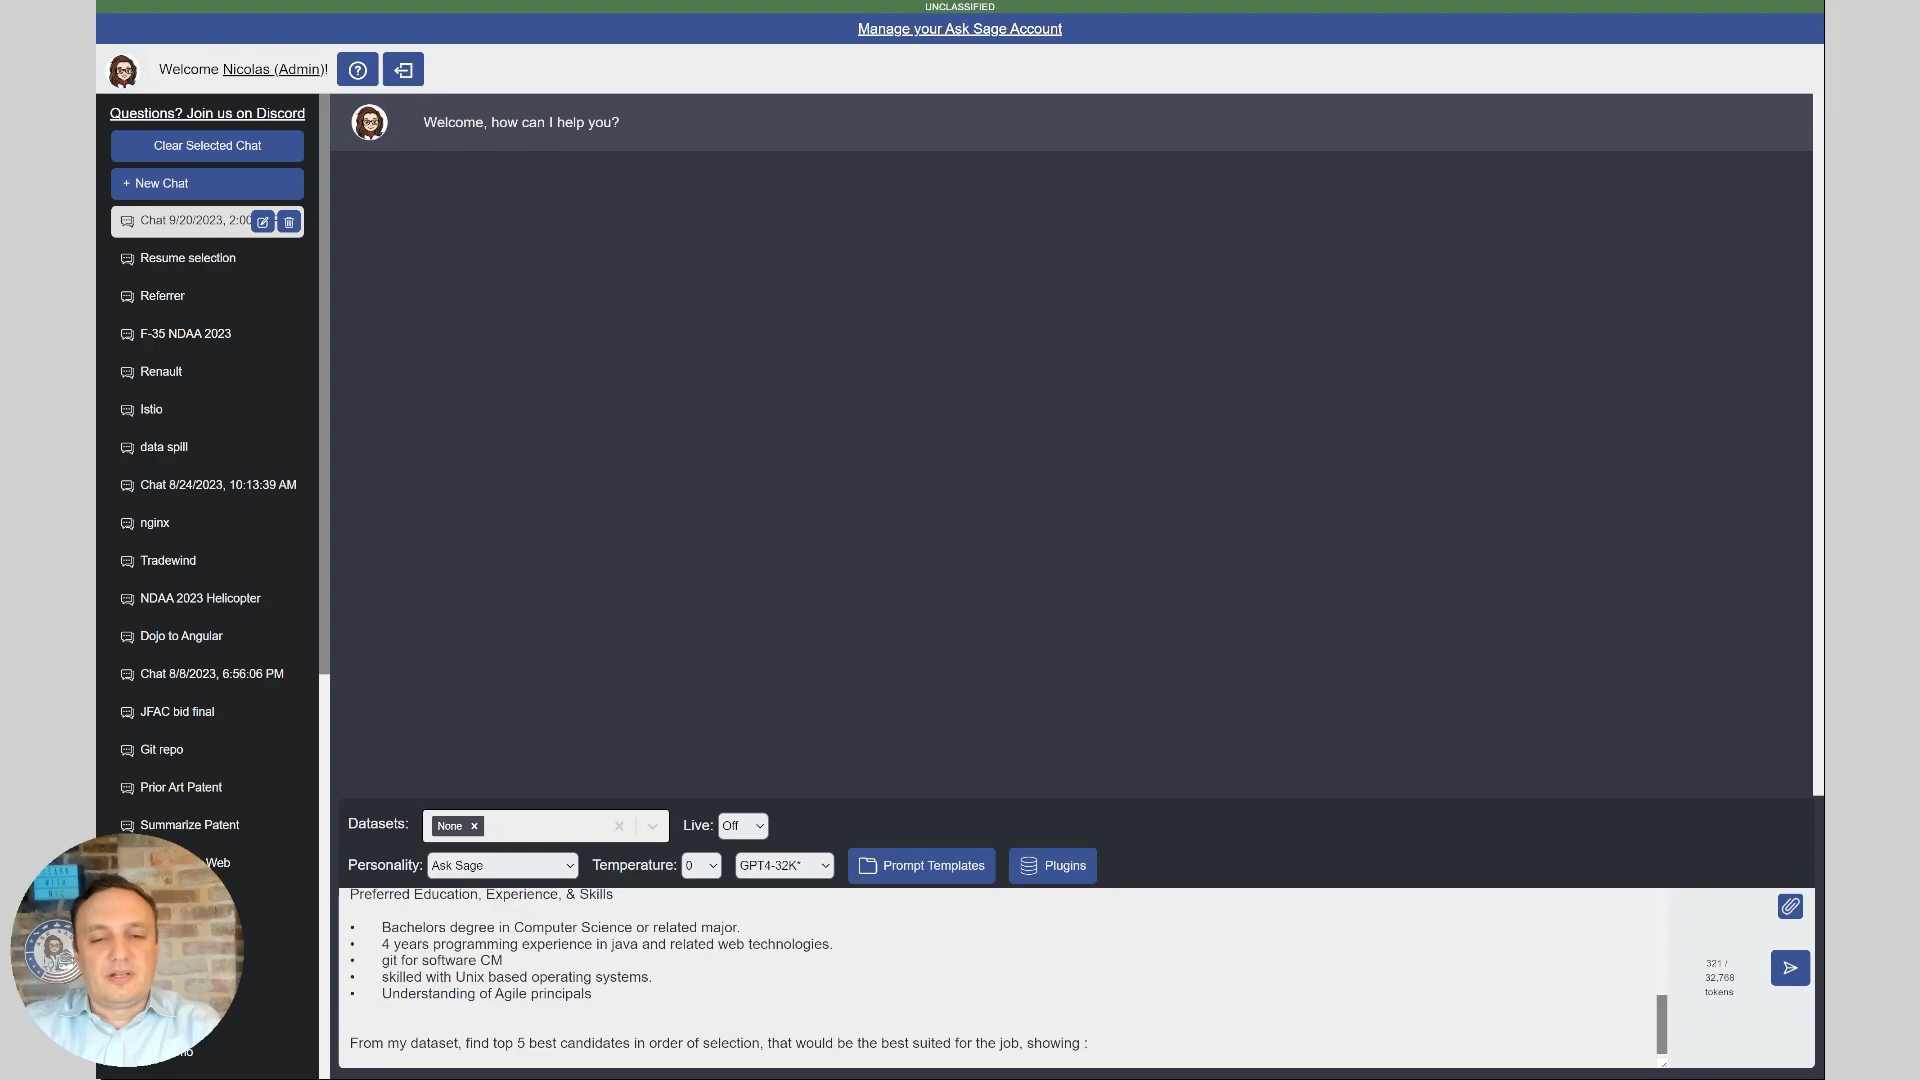 UNCLASSIFIED
Manage your Ask Sage Account
Welcome Nicolas (Admin)!
Questions? Join us on Discord
Clear Selected Chat
+ New Chat
Chat 9/20/2023, 2:00
Resume selection
Referrer
F-35 NDAA 2023
Renault
Istio
data spill
Chat 8/24/2023, 10:13:39 AM
nginx
Tradewind
NDAA 2023 Helicopter
Dojo to Angular
Chat 8/8/2023, 6:56:06 PM
JFAC bid final
Git repo
Prior Art Patent
Summarize Patent
Web
LEARN
WITH
NIC
Welcome, how can I help you?
Datasets: None × Live: Off
Personality: Ask Sage Temperature: 0 GPT4-32K* Prompt Templates Plugins
Preferred Education, Experience, & Skills
• Bachelors degree in Computer Science or related major.
• 4 years programming experience in java and related web technologies.
• git for software CM
• skilled with Unix based operating systems.
• Understanding of Agile principals
From my dataset, find top 5 best candidates in order of selection, that would be the best suited for the job, showing :
321 /
32,768
tokens